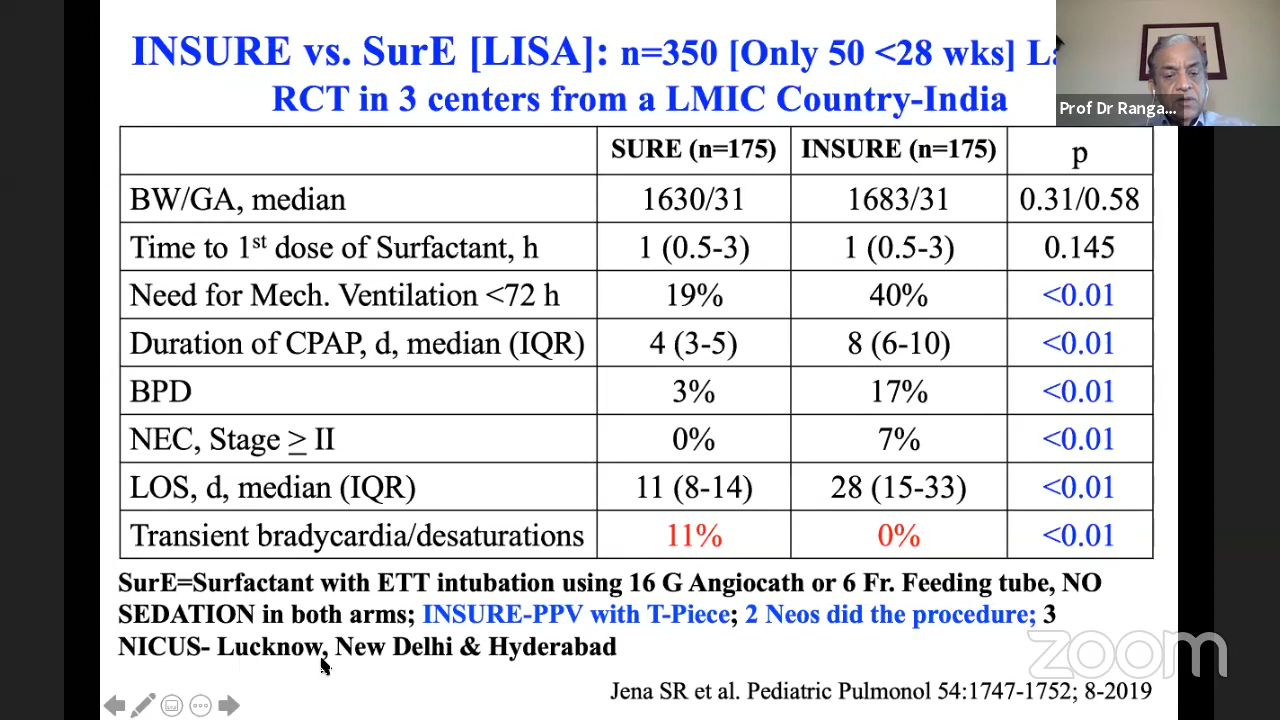 INSURE vs. SurE [LISA]: n=350 [Only 50 <28 wks]
RCT in 3 centers from a LMIC Country-India
Prof Dr Ranga...
SURE (n=175) INSURE (n=175) p
BW/GA, median 1630/31 1683/31 0.31/0.58
Time to 1st dose of Surfactant, h 1 (0.5-3) 1 (0.5-3) 0.145
Need for Mech. Ventilation <72 h 19% 40% <0.01
Duration of CPAP, d, median (IQR) 4 (3-5) 8 (6-10) <0.01
BPD 3% 17% <0.01
NEC, Stage ≥ II 0% 7% <0.01
LOS, d, median (IQR) 11 (8-14) 28 (15-33) <0.01
Transient bradycardia/desaturations 11% 0% <0.01
SurE=Surfactant with ETT intubation using 16 G Angiocath or 6 Fr. Feeding tube, NO
SEDATION in both arms; INSURE-PPV with T-Piece; 2 Neos did the procedure; 3
NICUS- Lucknow, New Delhi & Hyderabad
zoom
Jena SR et al. Pediatric Pulmonol 54:1747-1752; 8-2019